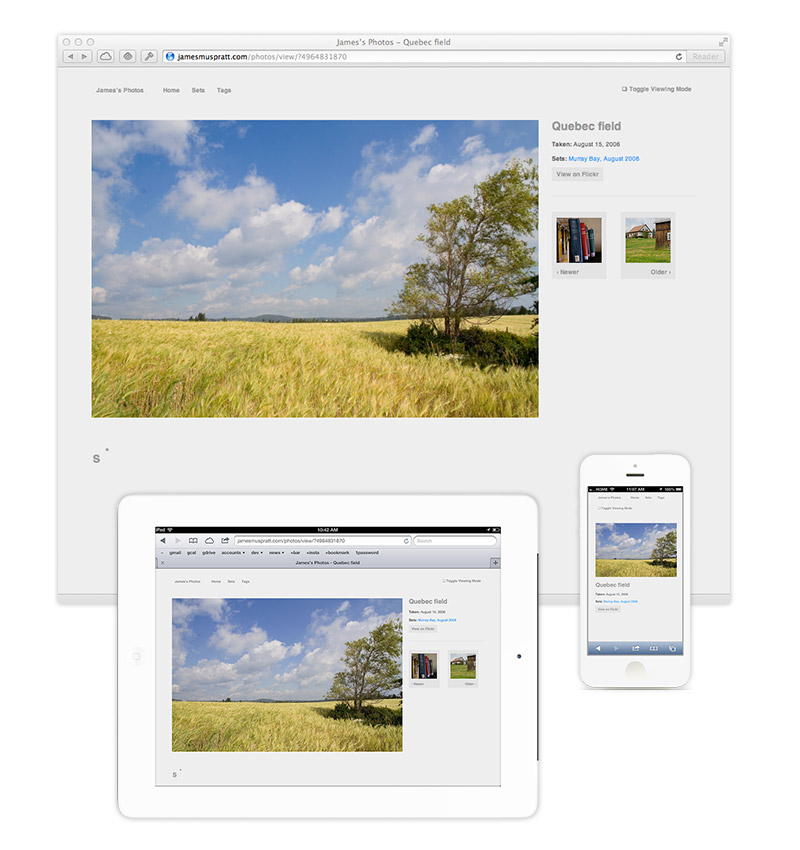 James's Photos – Quebec field
jamesmuspratt.com/photos/view/?4964831870
Reader
James's Photos Home Sets Tags
Toggle Viewing Mode
Quebec field
Taken: August 15, 2006
Sets: Murray Bay, August 2006
View on Flickr
‹ Newer
Older ›
s
iPad 10:42 AM
jamesmuspratt.com/photos/view/?4964831870
Search
gmail gcal gdrive accounts ▾ dev ▾ news ▾ +bar +insta +bookmark 1password
James's Photos - Quebec field
James's Photos Home Sets Tags
Toggle Viewing Mode
Quebec field
Taken: August 15, 2006
Sets: Murray Bay, August 2006
View on Flickr
‹ Newer
Older ›
s
HOME 11:07 AM 100%
James's Photos Home Sets Tags
Toggle Viewing Mode
Quebec field
Taken: August 15, 2006
Sets: Murray Bay, August 2006
View on Flickr